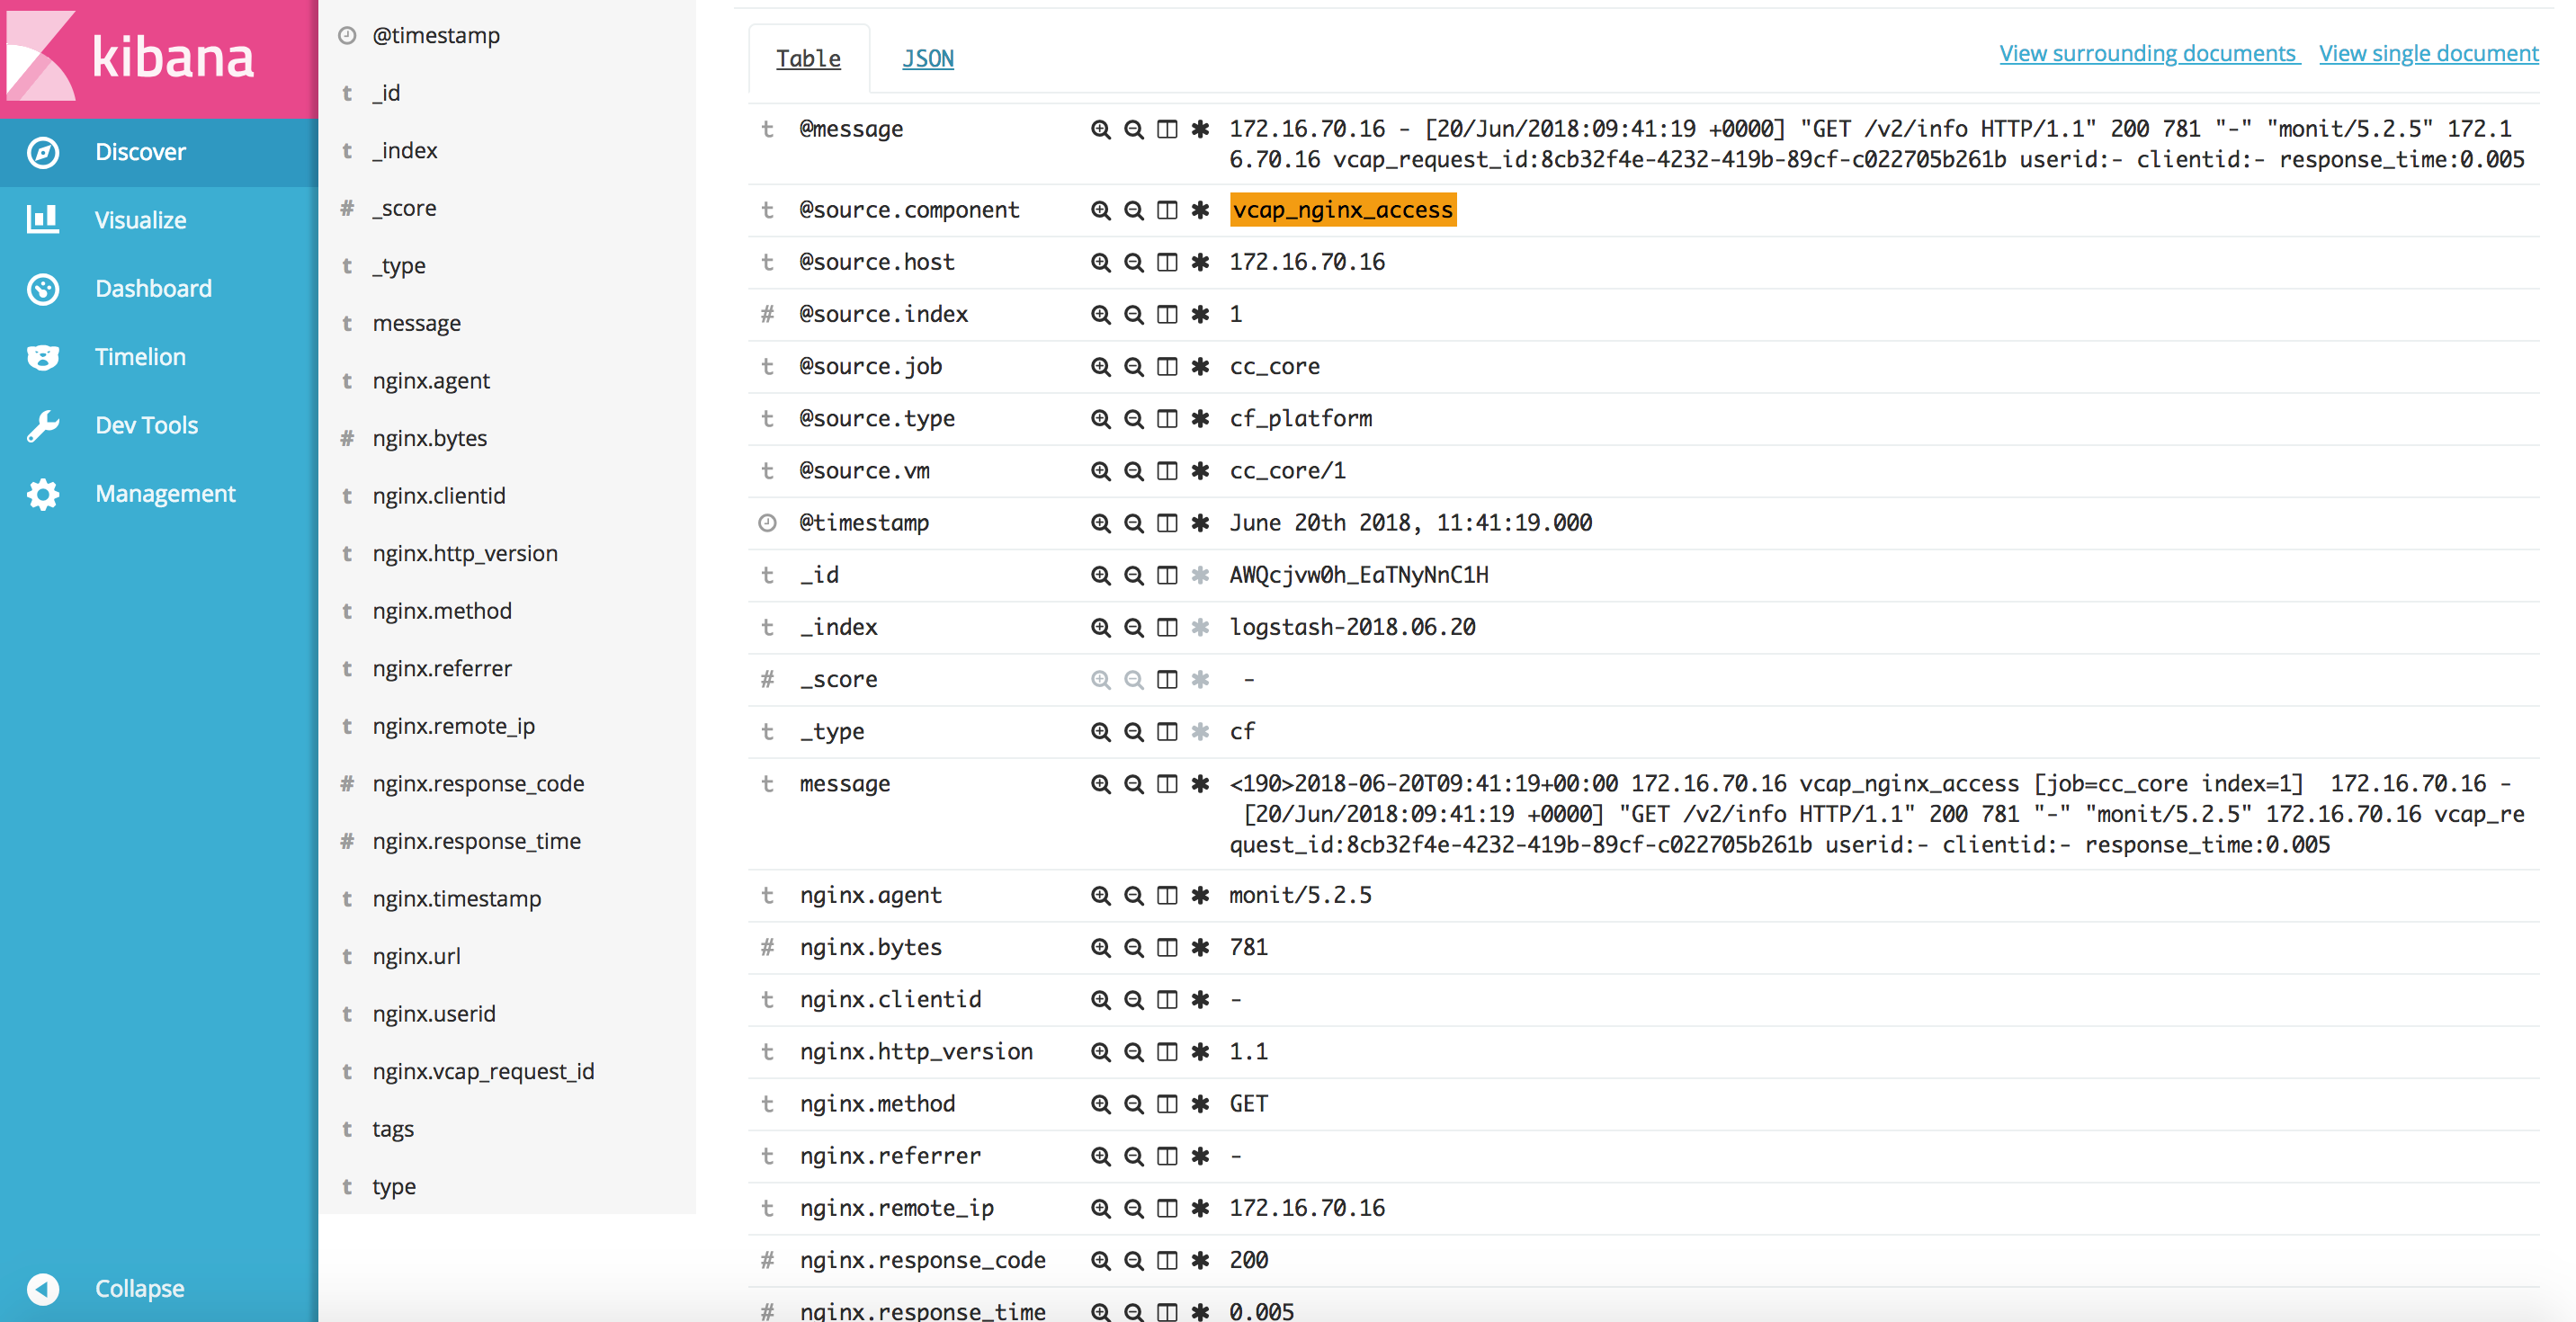 kibana
Discover
Visualize
Dashboard
Timelion
Dev Tools
Management
Collapse
@timestamp
t _id
t _index
# _score
t _type
t message
t nginx.agent
# nginx.bytes
t nginx.clientid
t nginx.http_version
t nginx.method
t nginx.referrer
t nginx.remote_ip
# nginx.response_code
# nginx.response_time
t nginx.timestamp
t nginx.url
t nginx.userid
t nginx.vcap_request_id
t tags
t type
Table JSON View surrounding documents View single document
t @message 172.16.70.16 - [20/Jun/2018:09:41:19 +0000] "GET /v2/info HTTP/1.1" 200 781 "-" "monit/5.2.5" 172.1
6.70.16 vcap_request_id:8cb32f4e-4232-419b-89cf-c022705b261b userid:- clientid:- response_time:0.005
t @source.component vcap_nginx_access
t @source.host 172.16.70.16
# @source.index 1
t @source.job cc_core
t @source.type cf_platform
t @source.vm cc_core/1
@timestamp June 20th 2018, 11:41:19.000
t _id AWQcjvw0h_EaTNyNnC1H
t _index logstash-2018.06.20
# _score -
t _type cf
t message <190>2018-06-20T09:41:19+00:00 172.16.70.16 vcap_nginx_access [job=cc_core index=1] 172.16.70.16 -
[20/Jun/2018:09:41:19 +0000] "GET /v2/info HTTP/1.1" 200 781 "-" "monit/5.2.5" 172.16.70.16 vcap_re
quest_id:8cb32f4e-4232-419b-89cf-c022705b261b userid:- clientid:- response_time:0.005
t nginx.agent monit/5.2.5
# nginx.bytes 781
t nginx.clientid -
t nginx.http_version 1.1
t nginx.method GET
t nginx.referrer -
t nginx.remote_ip 172.16.70.16
# nginx.response_code 200
# nginx.response_time 0.005